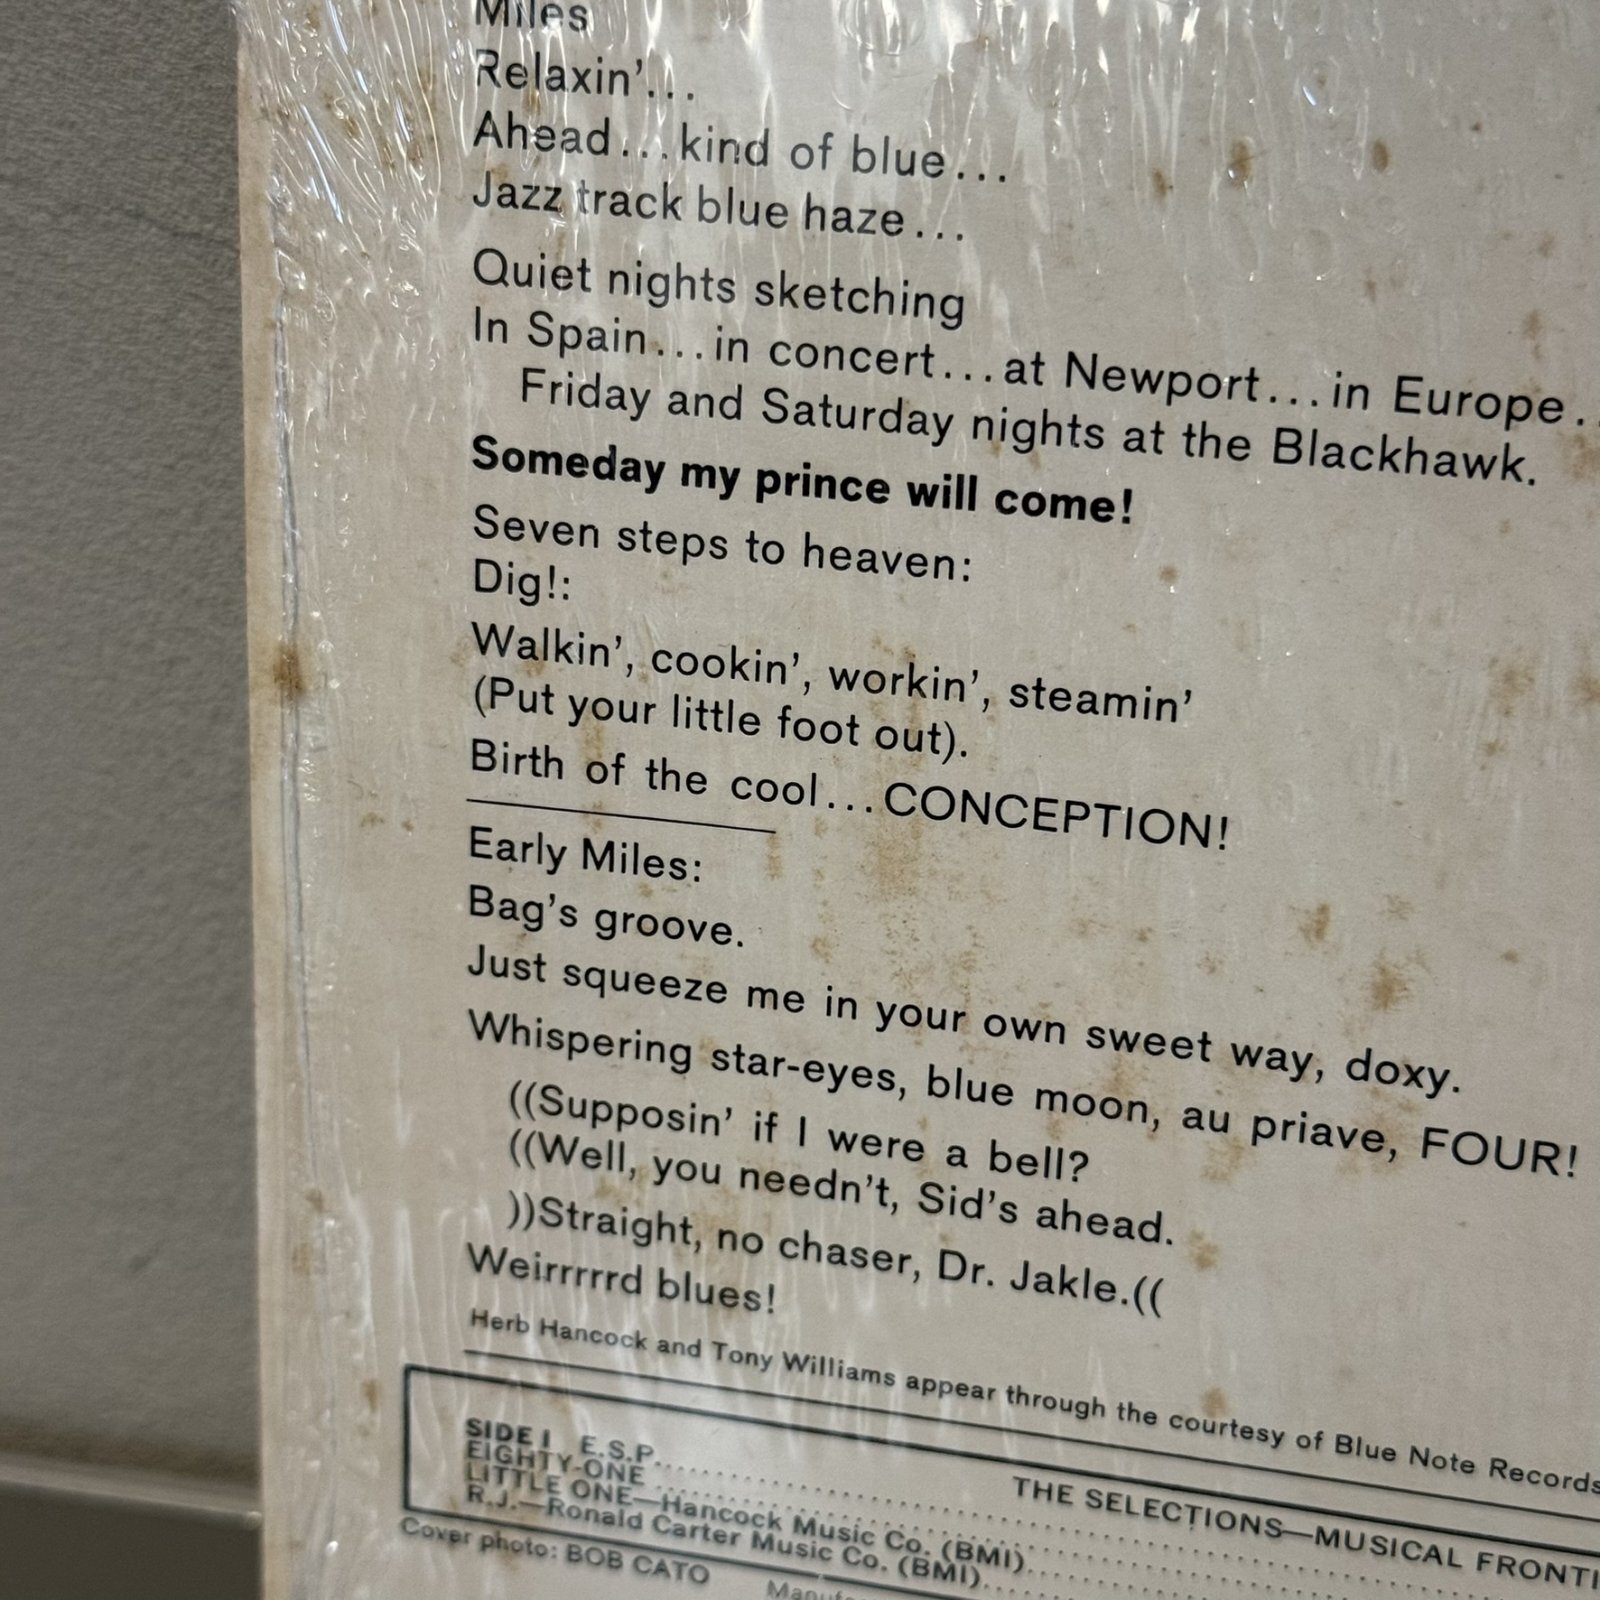 Miles
Relaxin'...
Ahead...kind of blue...
Jazz track blue haze...
Quiet nights sketching
In Spain...in concert...at Newport...in Europe..
Friday and Saturday nights at the Blackhawk.
Someday my prince will come!
Seven steps to heaven:
Dig!:
Walkin', cookin', workin', steamin'
(Put your little foot out).
Birth of the cool...CONCEPTION!
Early Miles:
Bag's groove.
Just squeeze me in your own sweet way, doxy.
Whispering star-eyes, blue moon, au priave, FOUR!
((Supposin' if I were a bell?
((Well, you needn't, Sid's ahead.
))Straight, no chaser, Dr. Jakle.((
Weirrrrrd blues!
Herb Hancock and Tony Williams appear through the courtesy of Blue Note Records
THE SELECTIONS—MUSICAL FRONTI
SIDE I E.S.P.
EIGHTY-ONE
LITTLE ONE—Hancock Music Co. (BMI)
R.J.—Ronald Carter Music Co. (BMI)
Cover photo: BOB CATO